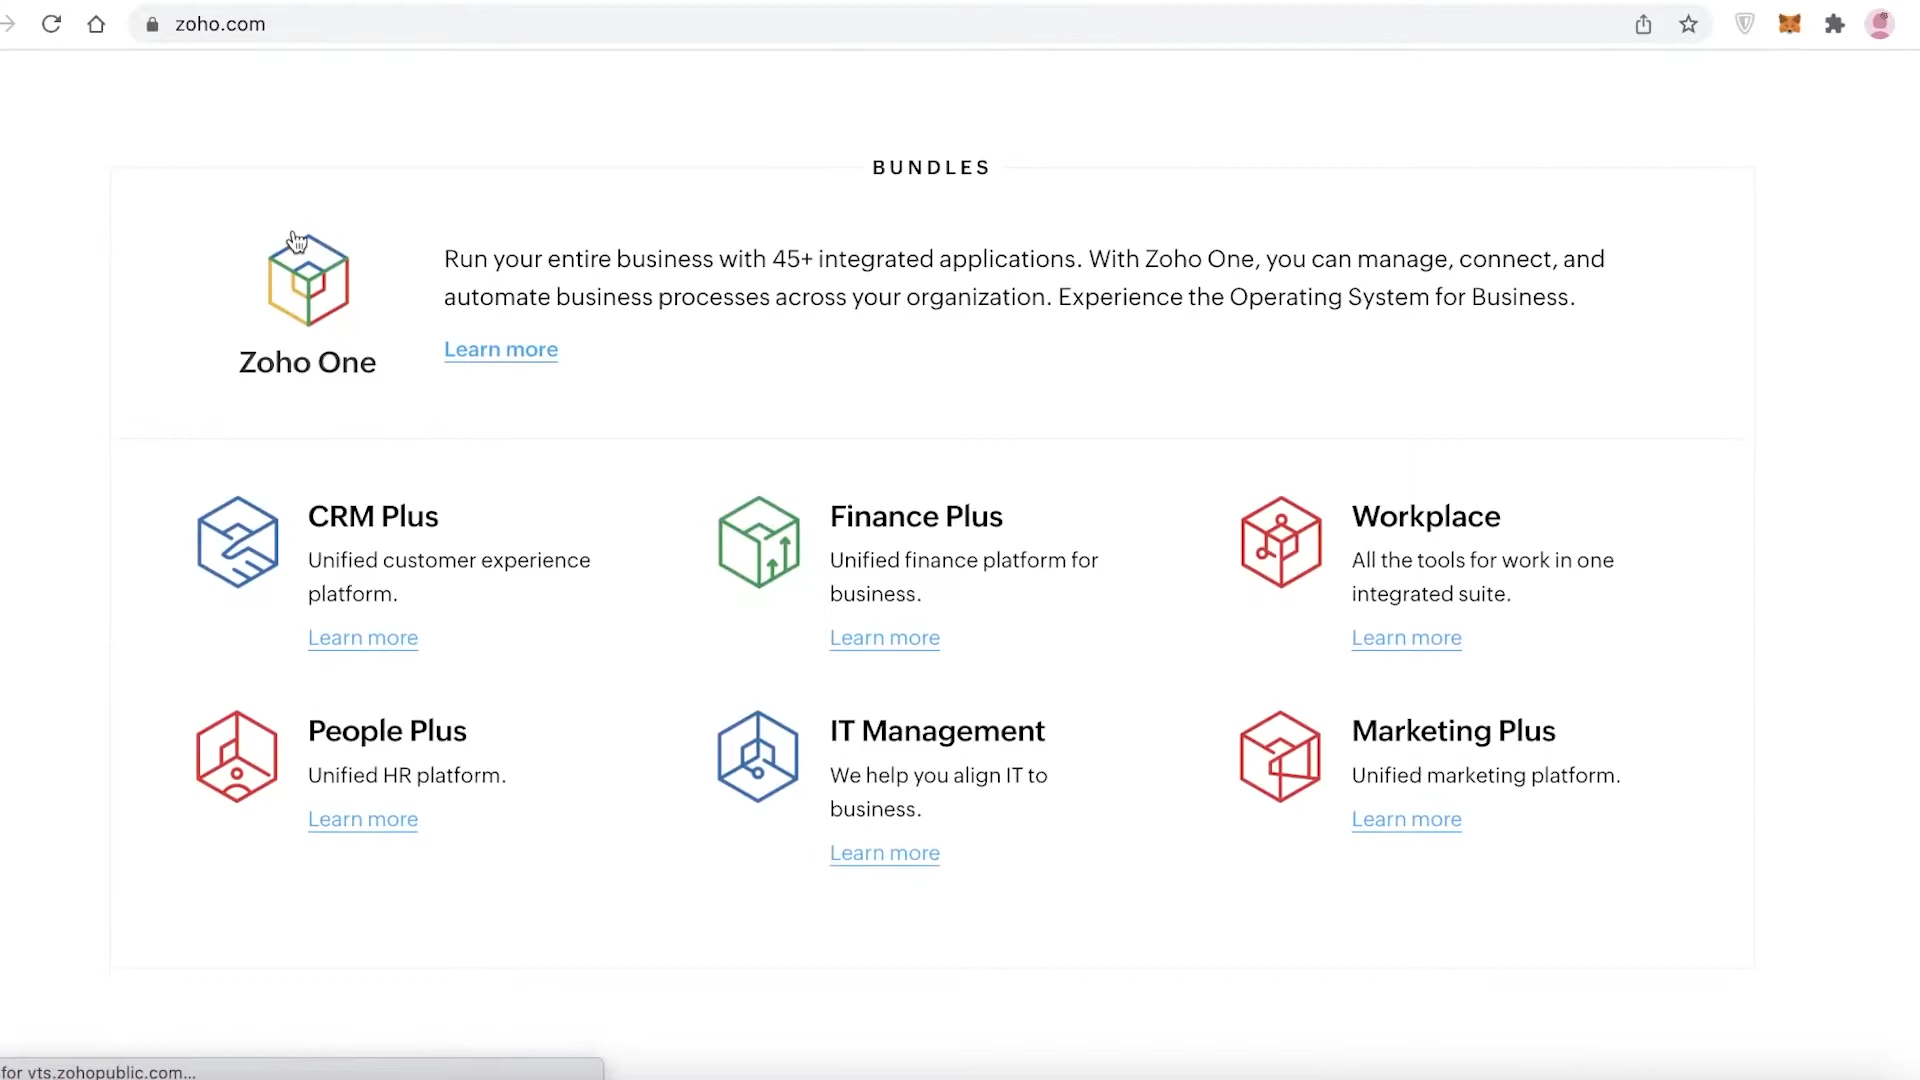 zoho.com
BUNDLES
Run your entire business with 45+ integrated applications. With Zoho One, you can manage, connect, and
automate business processes across your organization. Experience the Operating System for Business.
Learn more
Zoho One
CRM Plus
Unified customer experience
platform.
Learn more
Finance Plus
Unified finance platform for
business.
Learn more
Workplace
All the tools for work in one
integrated suite.
Learn more
People Plus
Unified HR platform.
Learn more
IT Management
We help you align IT to
business.
Learn more
Marketing Plus
Unified marketing platform.
Learn more
for vts.zohopublic.com...